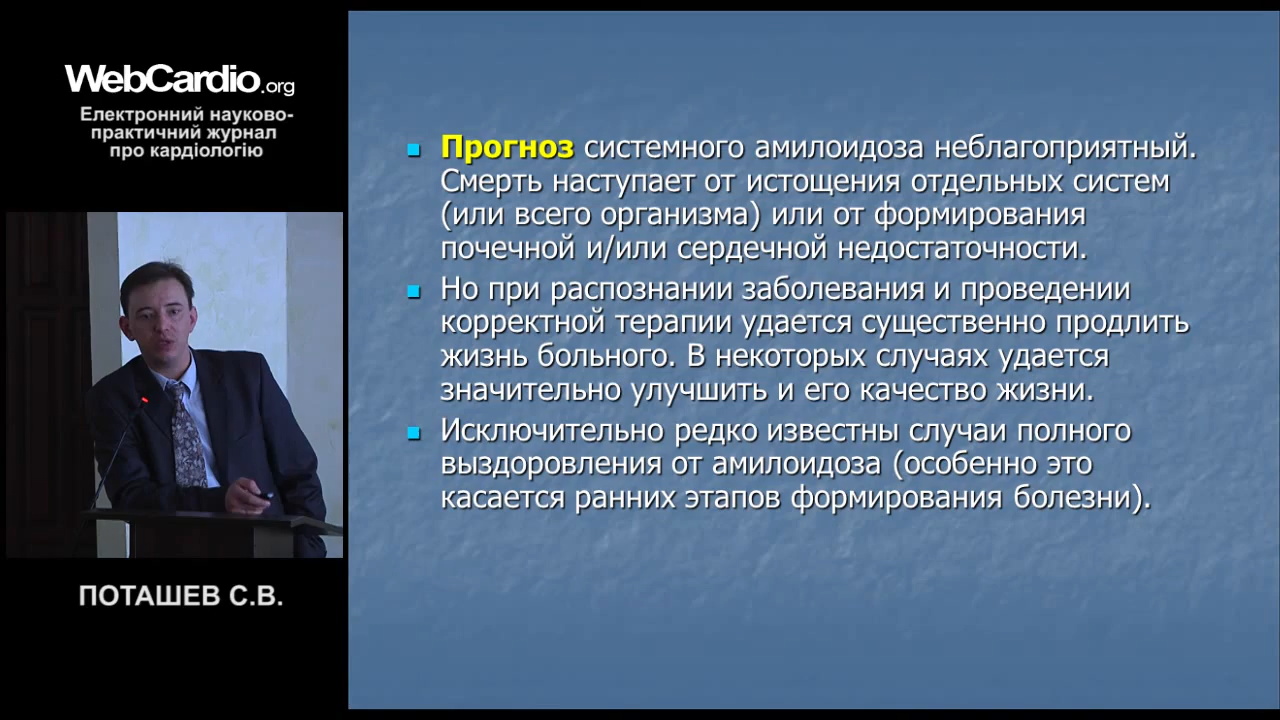 WebCardio.org
Електронний науково-
практичний журнал
про кардіологію
ПОТАШЕВ С.В.
Прогноз системного амилоидоза неблагоприятный.
Смерть наступает от истощения отдельных систем
(или всего организма) или от формирования
почечной и/или сердечной недостаточности.
Но при распознании заболевания и проведении
корректной терапии удается существенно продлить
жизнь больного. В некоторых случаях удается
значительно улучшить и его качество жизни.
Исключительно редко известны случаи полного
выздоровления от амилоидоза (особенно это
касается ранних этапов формирования болезни).